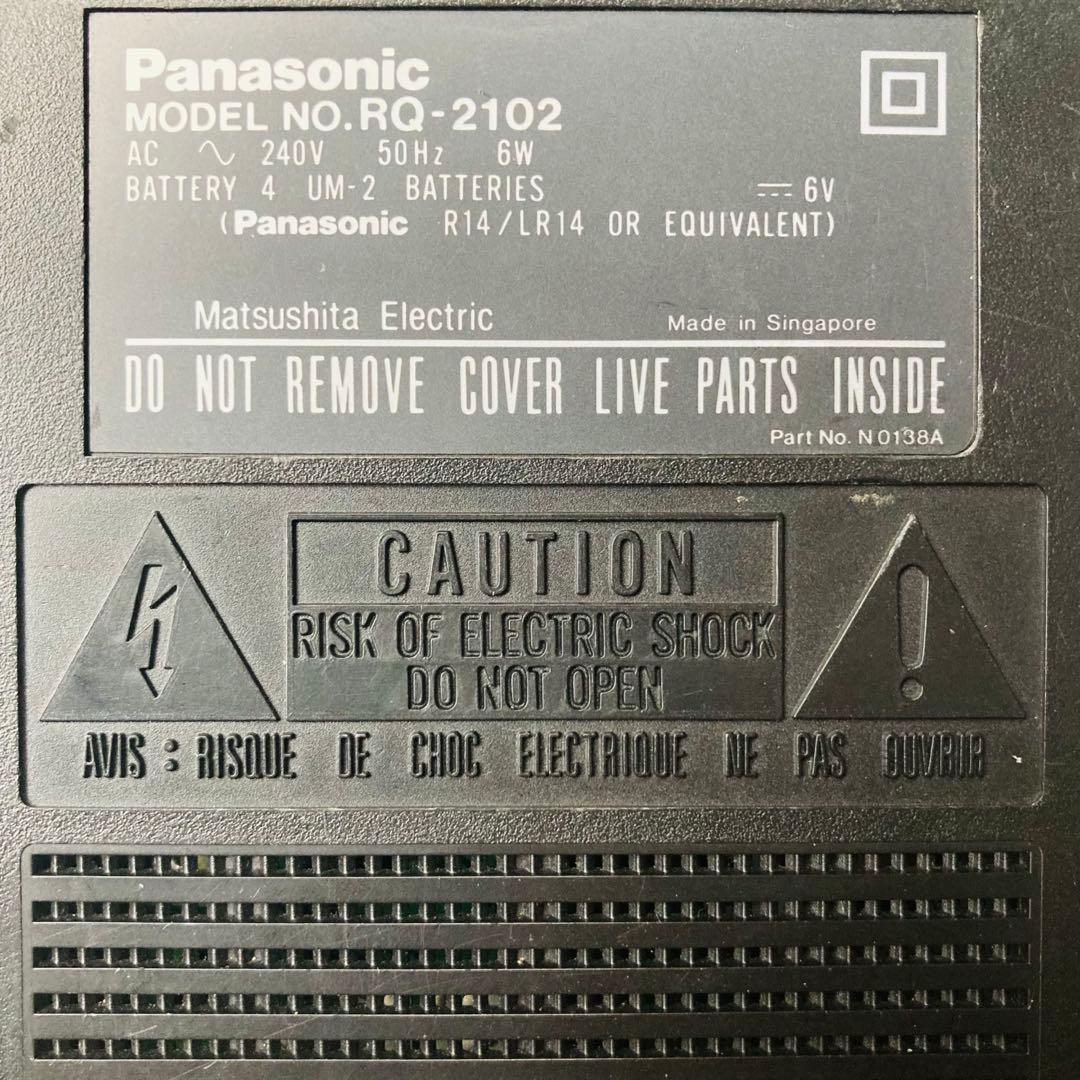 Panasonic
MODEL NO. RQ-2102
AC ∿ 240V 50Hz 6W
BATTERY 4 UM-2 BATTERIES ⎓ 6V
(Panasonic R14/LR14 OR EQUIVALENT)
Matsushita Electric Made in Singapore
DO NOT REMOVE COVER LIVE PARTS INSIDE
Part No. N0138A
CAUTION
RISK OF ELECTRIC SHOCK
DO NOT OPEN
AVIS : RISQUE DE CHOC ELECTRIQUE NE PAS OUVRIR